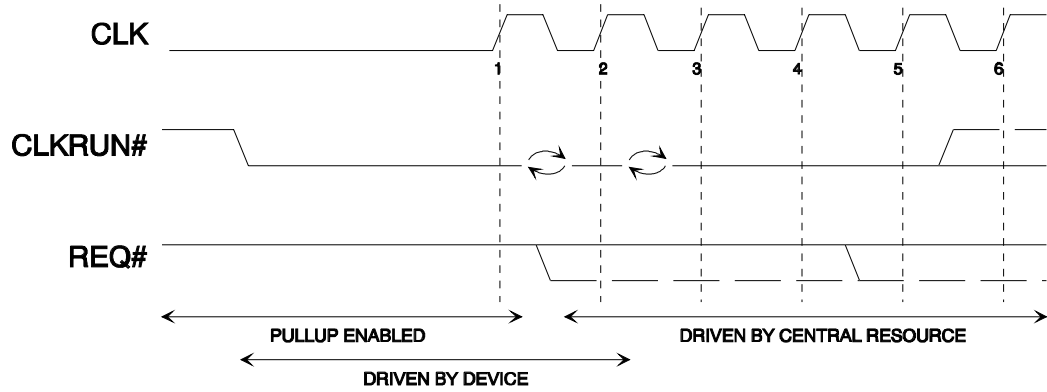 CLK
1 2 3 4 5 6
CLKRUN#
REQ#
PULLUP ENABLED DRIVEN BY CENTRAL RESOURCE
DRIVEN BY DEVICE